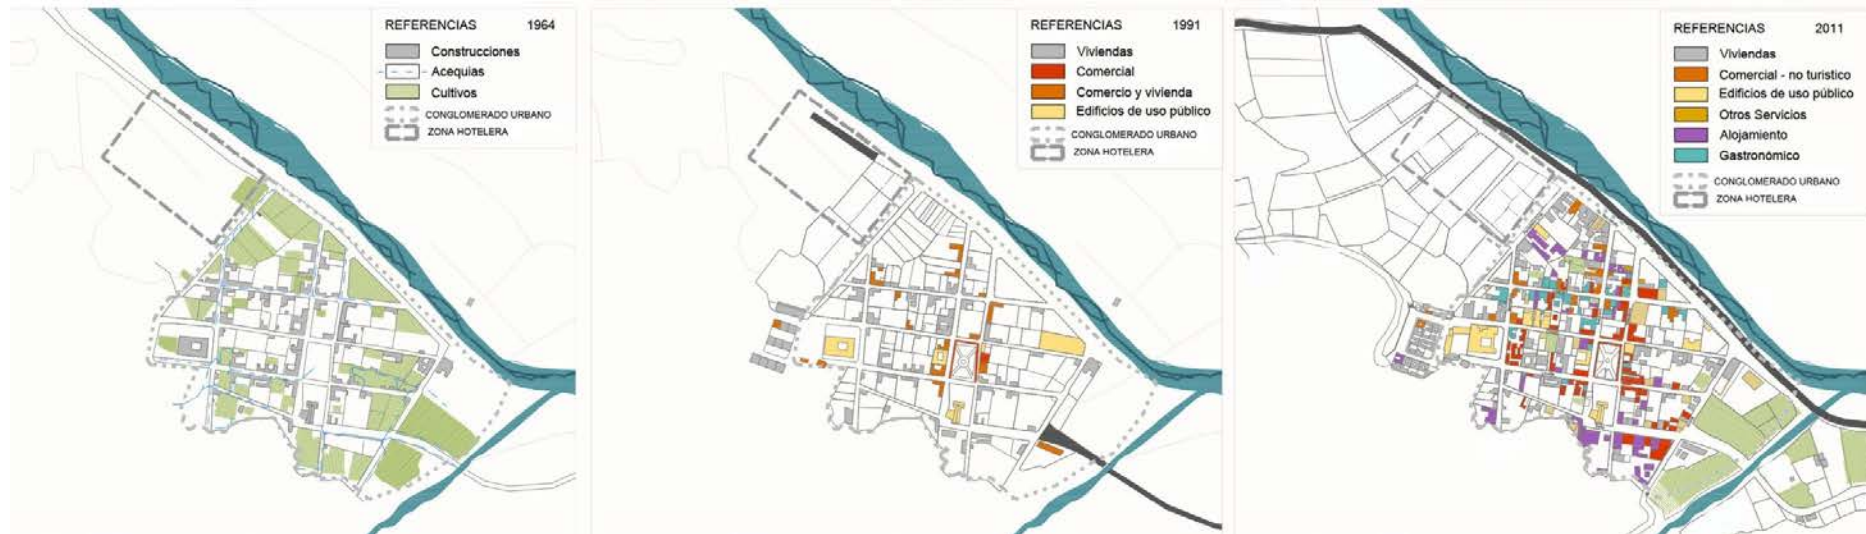 REFERENCIAS 1964
Construcciones
Acequias
Cultivos
CONGLOMERADO URBANO
ZONA HOTELERA
REFERENCIAS 1991
Viviendas
Comercial
Comercio y vivienda
Edificios de uso público
CONGLOMERADO URBANO
ZONA HOTELERA
REFERENCIAS 2011
Viviendas
Comercial - no turistico
Edificios de uso público
Otros Servicios
Alojamiento
Gastronómico
CONGLOMERADO URBANO
ZONA HOTELERA